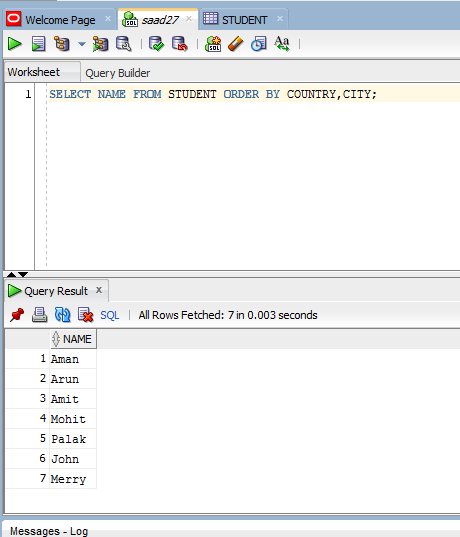 Welcome Page × saad27 × STUDENT ×
Worksheet Query Builder
1 SELECT NAME FROM STUDENT ORDER BY COUNTRY,CITY;
Query Result ×
SQL | All Rows Fetched: 7 in 0.003 seconds
NAME
1 Aman
2 Arun
3 Amit
4 Mohit
5 Palak
6 John
7 Merry
Messages - Log